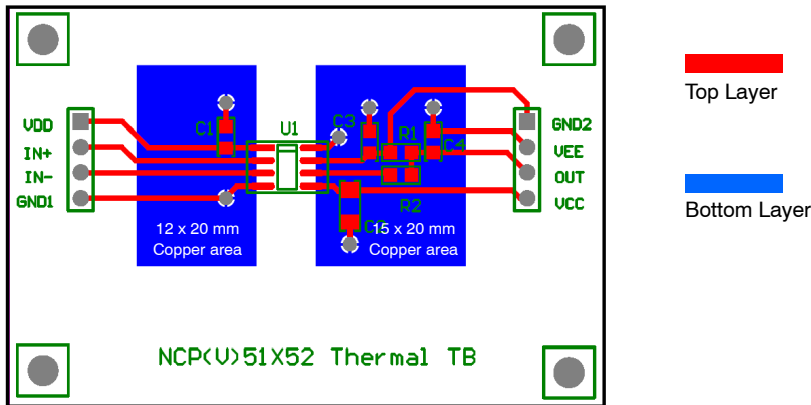 VDD
IN+
IN-
GND1
C1
U1
C3
R1
C4
R2
C2
GND2
VEE
OUT
VCC
12 x 20 mm
Copper area
15 x 20 mm
Copper area
NCP(V)51X52 Thermal TB
Top Layer
Bottom Layer